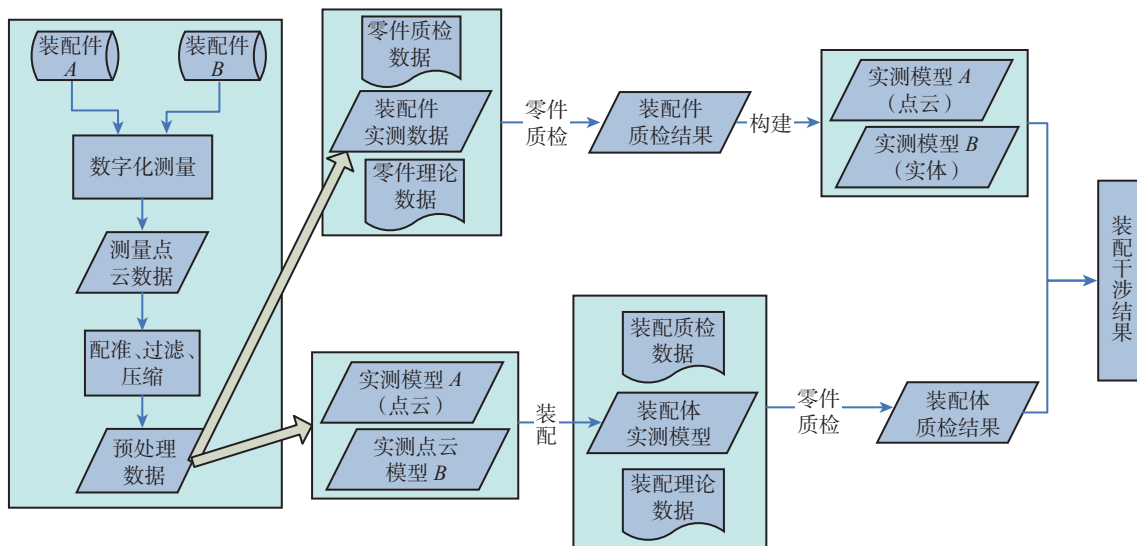 装配件
A
装配件
B
数字化测量
测量点
云数据
配准、过滤、
压缩
预处理
数据
零件质检
数据
装配件
实测数据
零件理论
数据
零件
质检
装配件
质检结果
构建
实测模型 A
（点云）
实测模型 B
（实体）
实测模型 A
（点云）
实测点云
模型 B
装
配
装配质检
数据
装配体
实测模型
装配理论
数据
零件
质检
装配体
质检结果
装配干涉结果